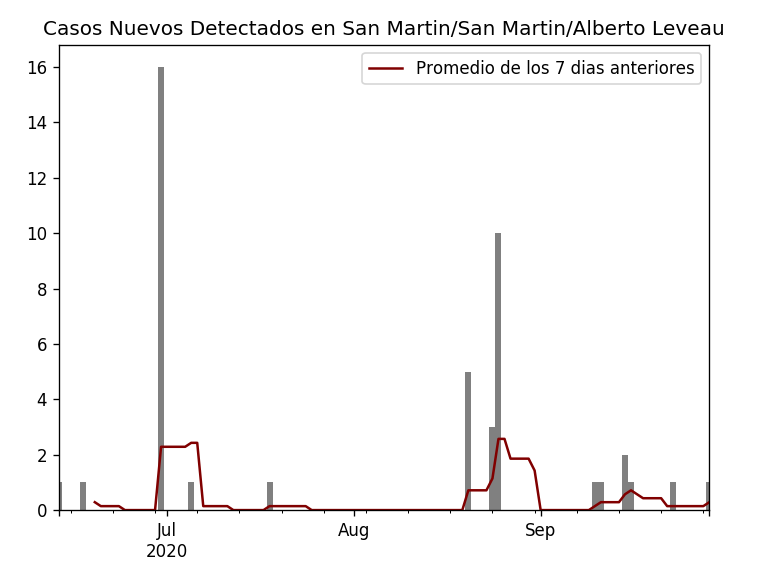 Casos Nuevos Detectados en San Martin/San Martin/Alberto Leveau
Promedio de los 7 dias anteriores
16
14
12
10
8
6
4
2
0
Jul
2020
Aug
Sep